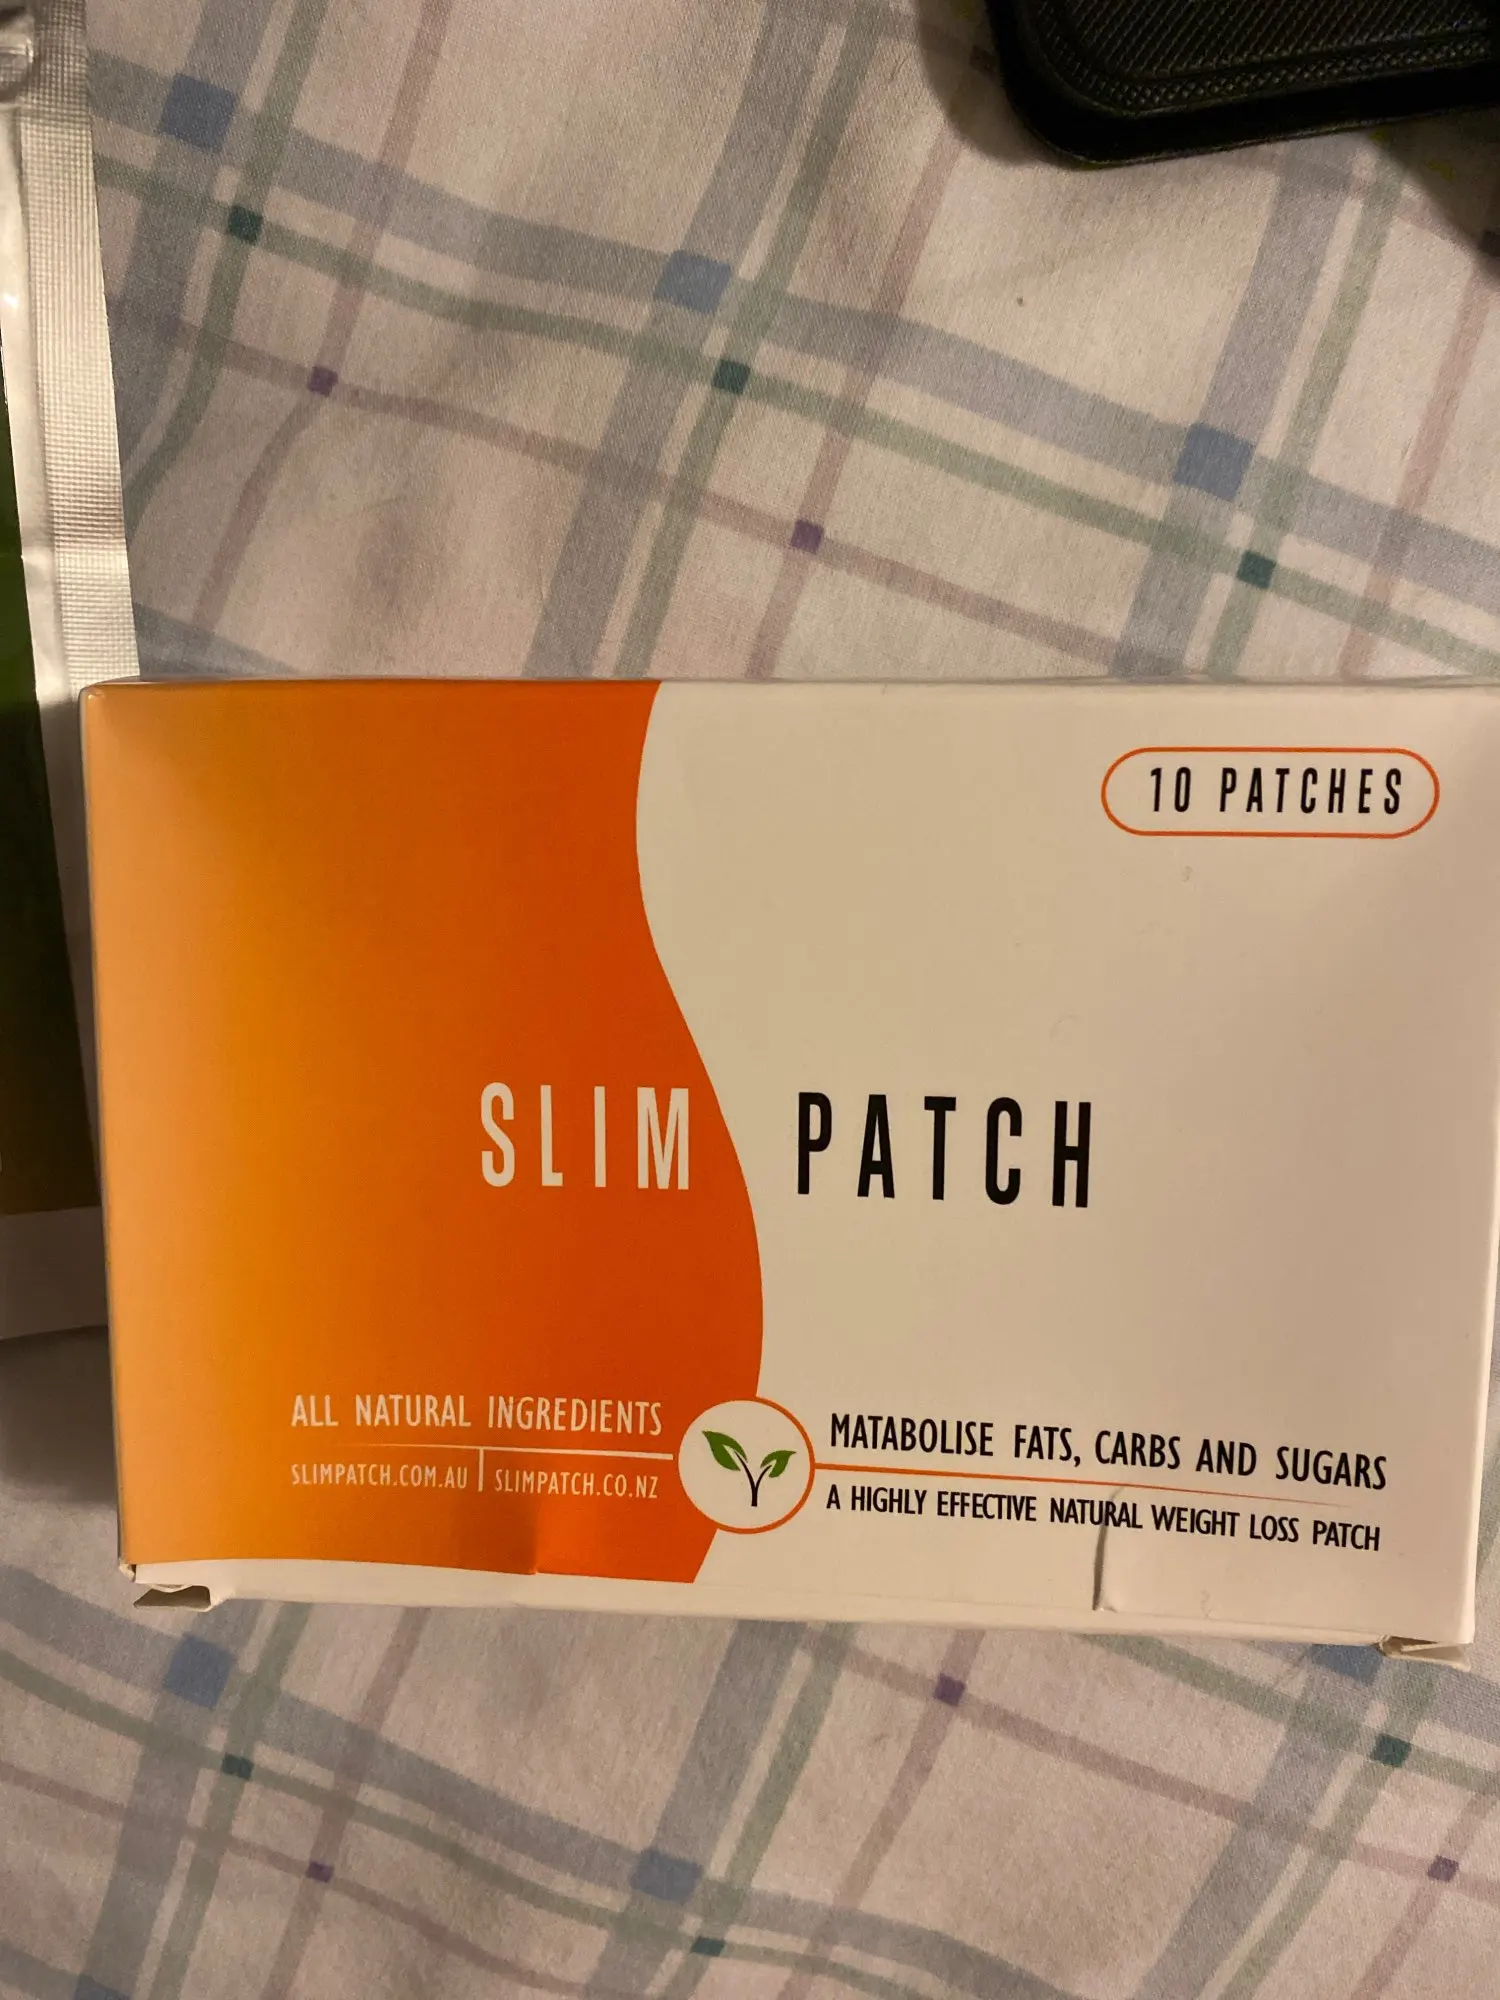 10 PATCHES
SLIM PATCH
ALL NATURAL INGREDIENTS
SLIMPATCH.COM.AU | SLIMPATCH.CO.NZ
MATABOLISE FATS, CARBS AND SUGARS
A HIGHLY EFFECTIVE NATURAL WEIGHT LOSS PATCH